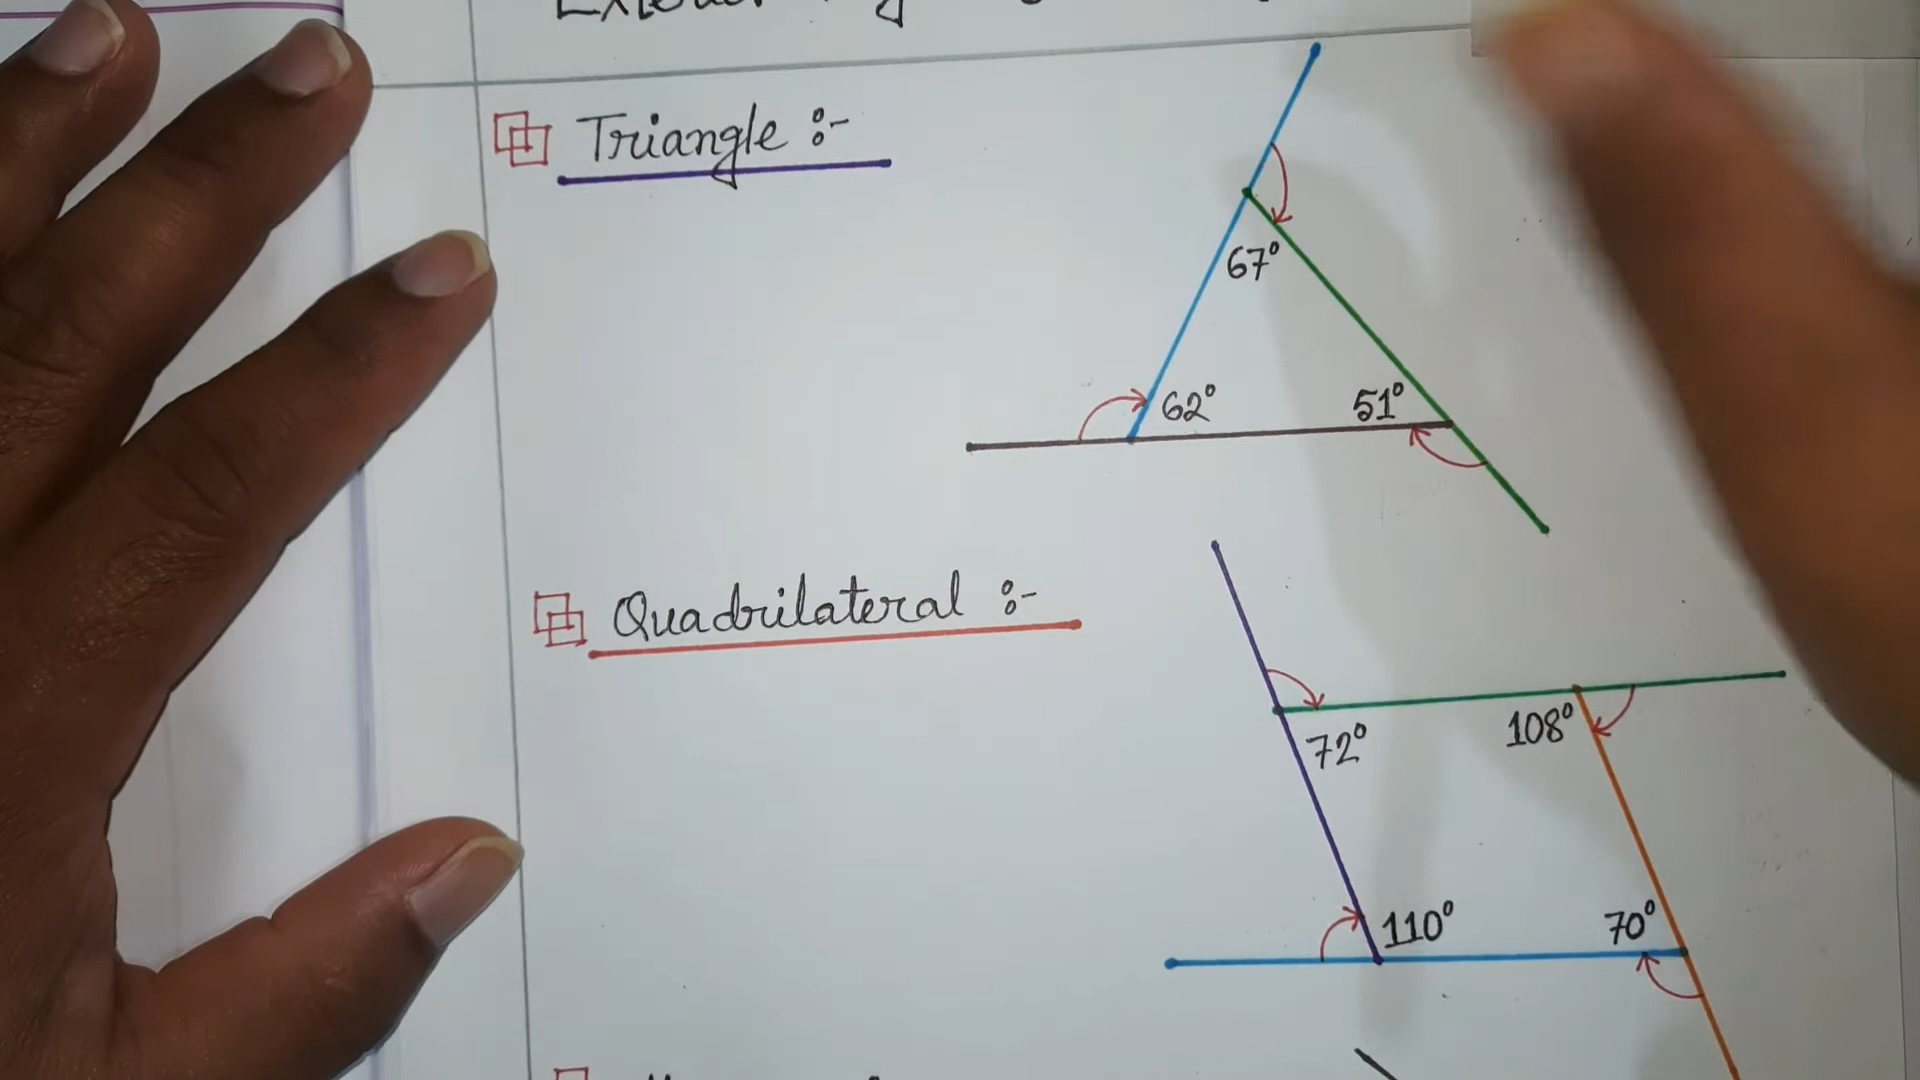 Triangle :-
67°
62° 51°
Quadrilateral :-
72° 108°
110° 70°